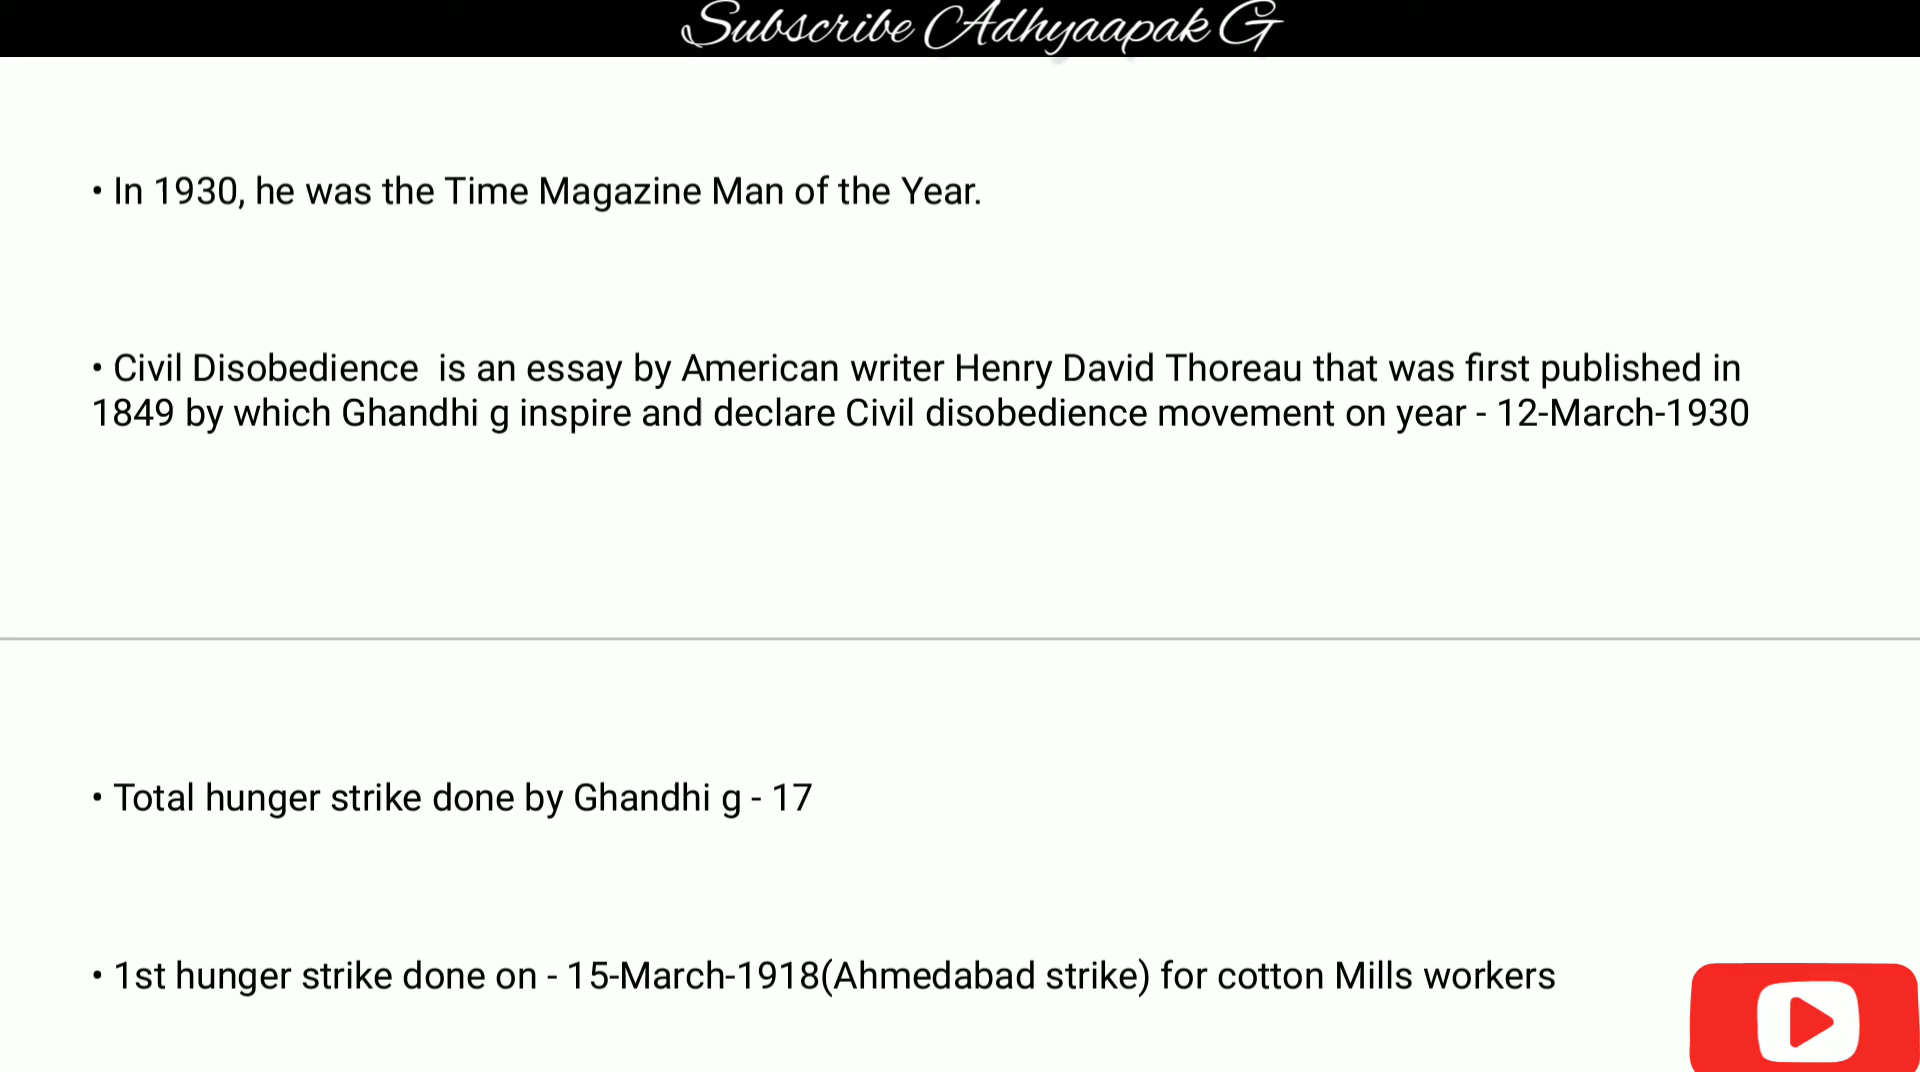 Subscribe Adhyaapak G
• In 1930, he was the Time Magazine Man of the Year.
• Civil Disobedience  is an essay by American writer Henry David Thoreau that was first published in
1849 by which Ghandhi g inspire and declare Civil disobedience movement on year - 12-March-1930
• Total hunger strike done by Ghandhi g - 17
• 1st hunger strike done on - 15-March-1918(Ahmedabad strike) for cotton Mills workers